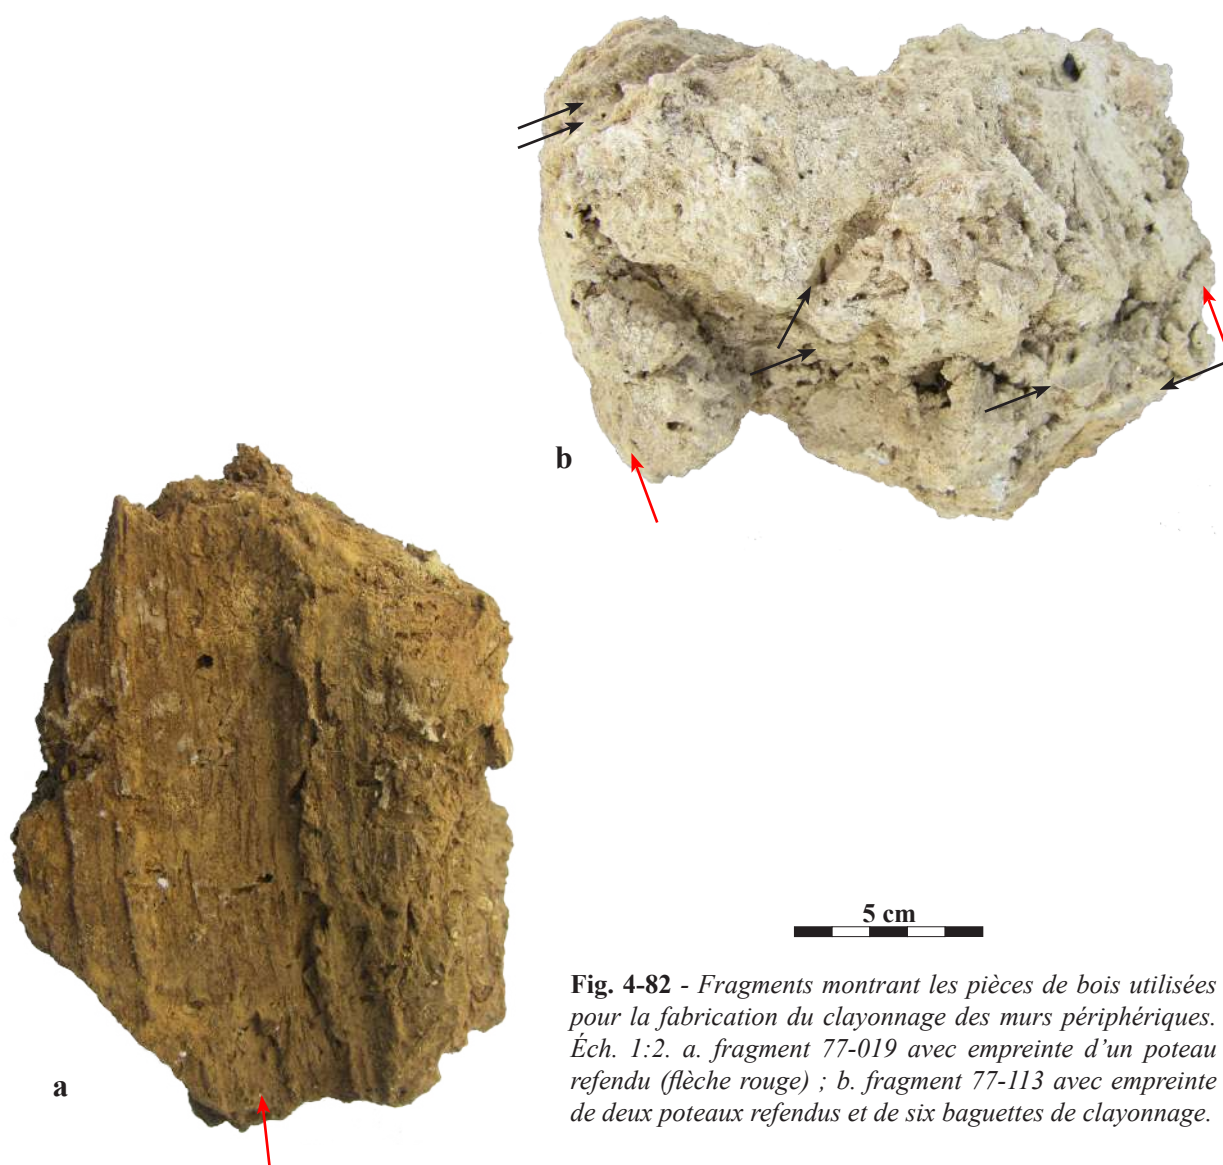 b
a
5 cm
Fig. 4-82 - Fragments montrant les pièces de bois utilisées
pour la fabrication du clayonnage des murs périphériques.
Éch. 1:2. a. fragment 77-019 avec empreinte d'un poteau
refendu (flèche rouge) ; b. fragment 77-113 avec empreinte
de deux poteaux refendus et de six baguettes de clayonnage.